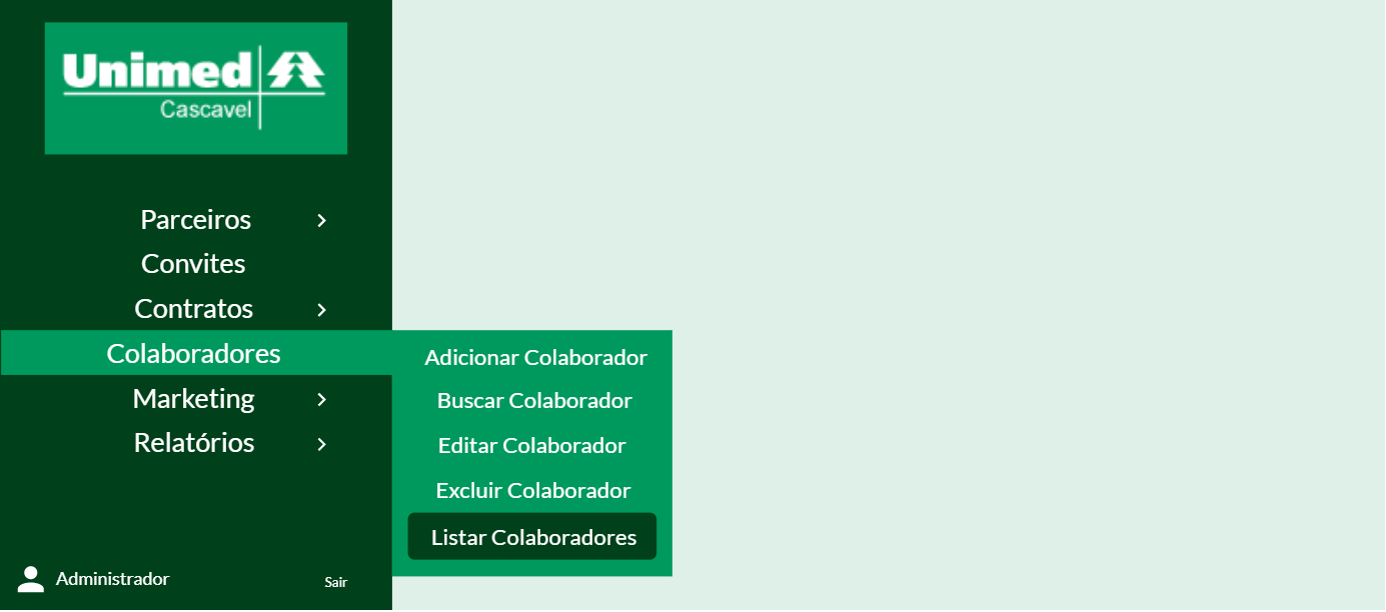 Unimed
Cascavel
Parceiros
Convites
Contratos
Colaboradores
Marketing
Relatórios
Adicionar Colaborador
Buscar Colaborador
Editar Colaborador
Excluir Colaborador
Listar Colaboradores
Administrador
Sair